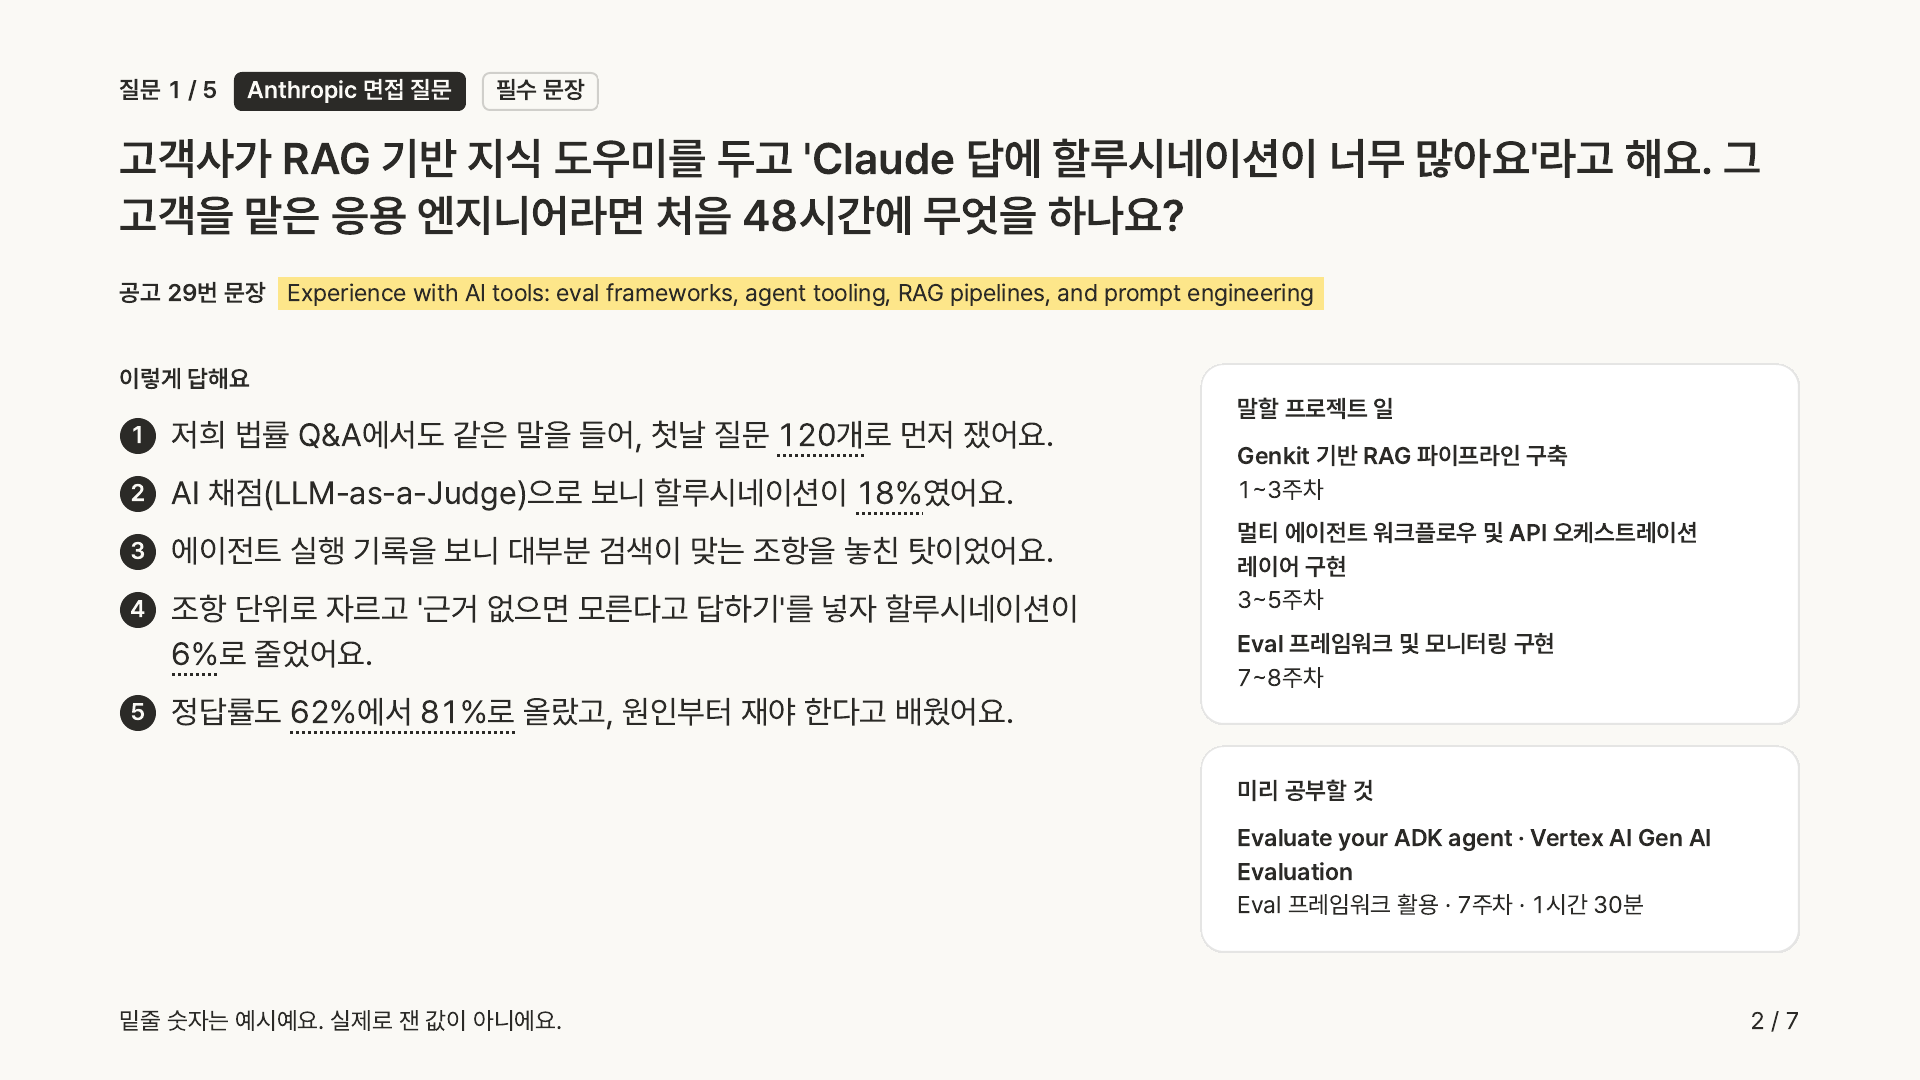 질문 1 / 5 Anthropic 면접 질문 필수 문장
고객사가 RAG 기반 지식 도우미를 두고 'Claude 답에 할루시네이션이 너무 많아요'라고 해요. 그
고객을 맡은 응용 엔지니어라면 처음 48시간에 무엇을 하나요?
공고 29번 문장 Experience with AI tools: eval frameworks, agent tooling, RAG pipelines, and prompt engineering
이렇게 답해요
1 저희 법률 Q&A에서도 같은 말을 들어, 첫날 질문 120개로 먼저 쟀어요.
2 AI 채점(LLM-as-a-Judge)으로 보니 할루시네이션이 18%였어요.
3 에이전트 실행 기록을 보니 대부분 검색이 맞는 조항을 놓친 탓이었어요.
4 조항 단위로 자르고 '근거 없으면 모른다고 답하기'를 넣자 할루시네이션이
6%로 줄었어요.
5 정답률도 62%에서 81%로 올랐고, 원인부터 재야 한다고 배웠어요.
말할 프로젝트 일
Genkit 기반 RAG 파이프라인 구축
1~3주차
멀티 에이전트 워크플로우 및 API 오케스트레이션
레이어 구현
3~5주차
Eval 프레임워크 및 모니터링 구현
7~8주차
미리 공부할 것
Evaluate your ADK agent · Vertex AI Gen AI
Evaluation
Eval 프레임워크 활용 · 7주차 · 1시간 30분
밑줄 숫자는 예시예요. 실제로 잰 값이 아니에요.
2 / 7